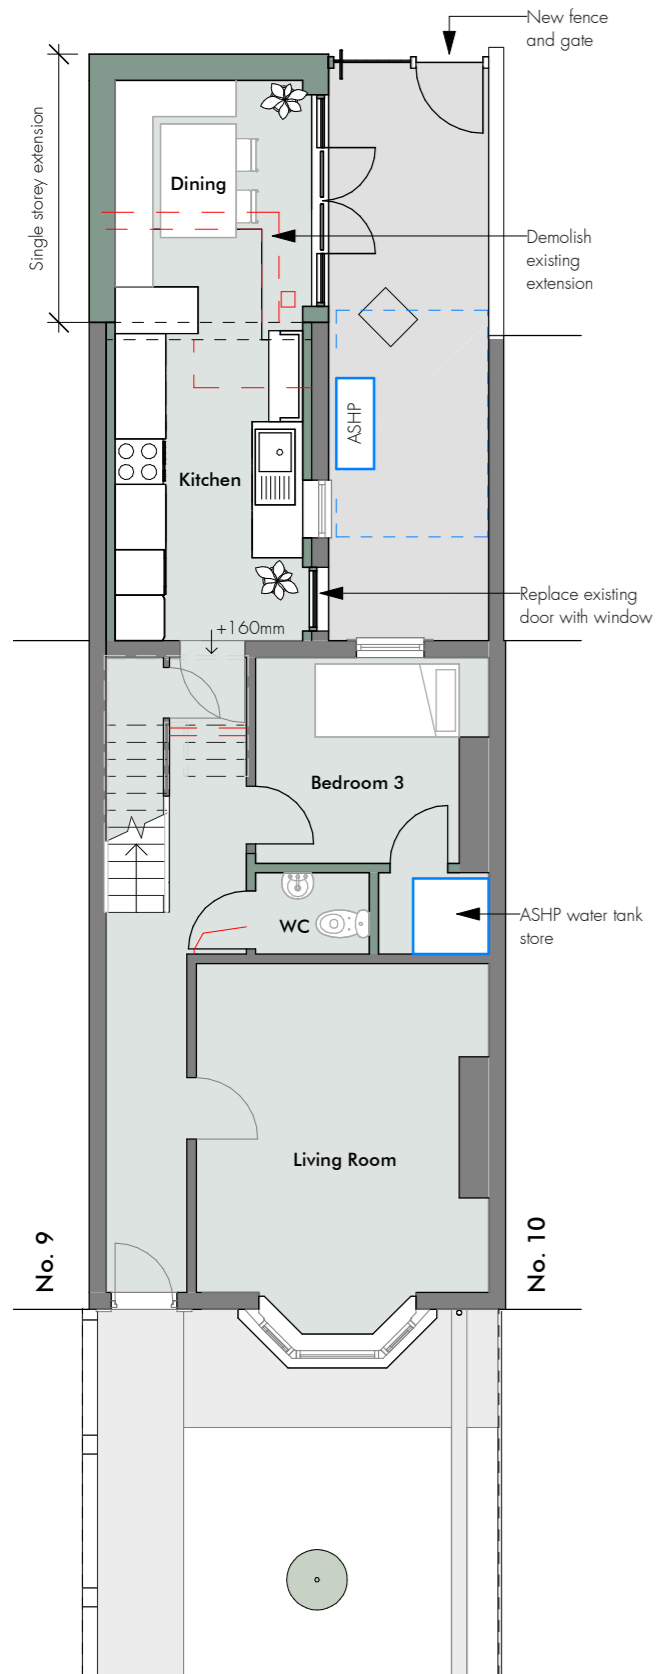 New fence
and gate
Single storey extension
Dining
Demolish
existing
extension
ASHP
Kitchen
Replace existing
door with window
+160mm
Bedroom 3
WC
ASHP water tank
store
Living Room
No. 9
No. 10